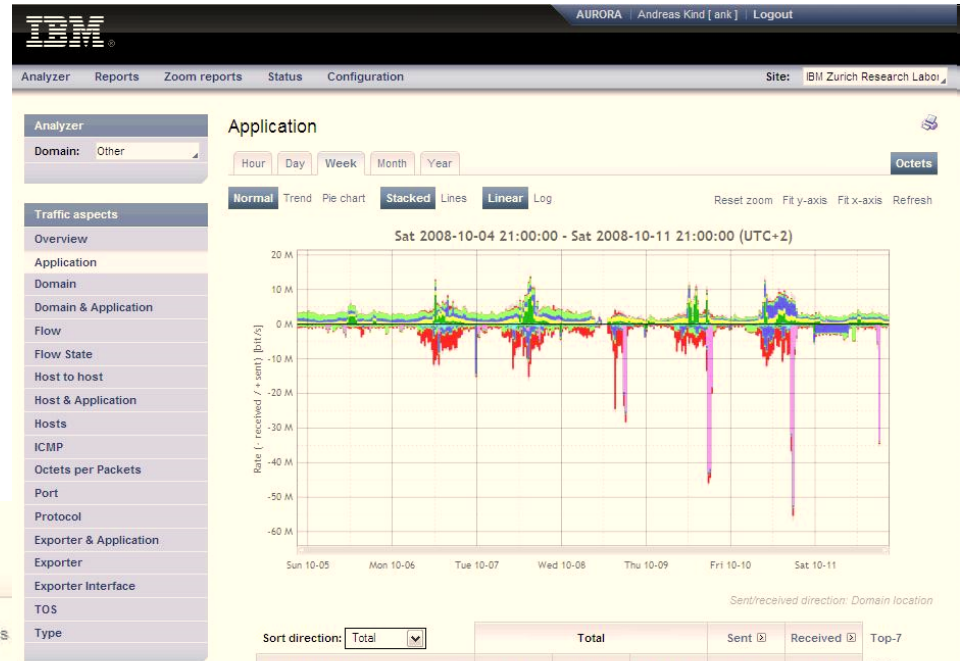 AURORA | Andreas Kind [ ank ] | Logout
IBM®
Analyzer Reports Zoom reports Status Configuration
Site: IBM Zurich Research Labor
Analyzer
Domain: Other
Traffic aspects
Overview
Application
Domain
Domain & Application
Flow
Flow State
Host to host
Host & Application
Hosts
ICMP
Octets per Packets
Port
Protocol
Exporter & Application
Exporter
Exporter Interface
TOS
Type
s
Application
Hour Day Week Month Year
Octets
Normal Trend Pie chart Stacked Lines Linear Log
Reset zoom Fit y-axis Fit x-axis Refresh
Sat 2008-10-04 21:00:00 - Sat 2008-10-11 21:00:00 (UTC+2)
Rate (- received / + sent) [bit/s]
20 M
10 M
0 M
-10 M
-20 M
-30 M
-40 M
-50 M
-60 M
Sun 10-05 Mon 10-06 Tue 10-07 Wed 10-08 Thu 10-09 Fri 10-10 Sat 10-11
Sent/received direction: Domain location
Sort direction: Total
Total Sent Received Top-7